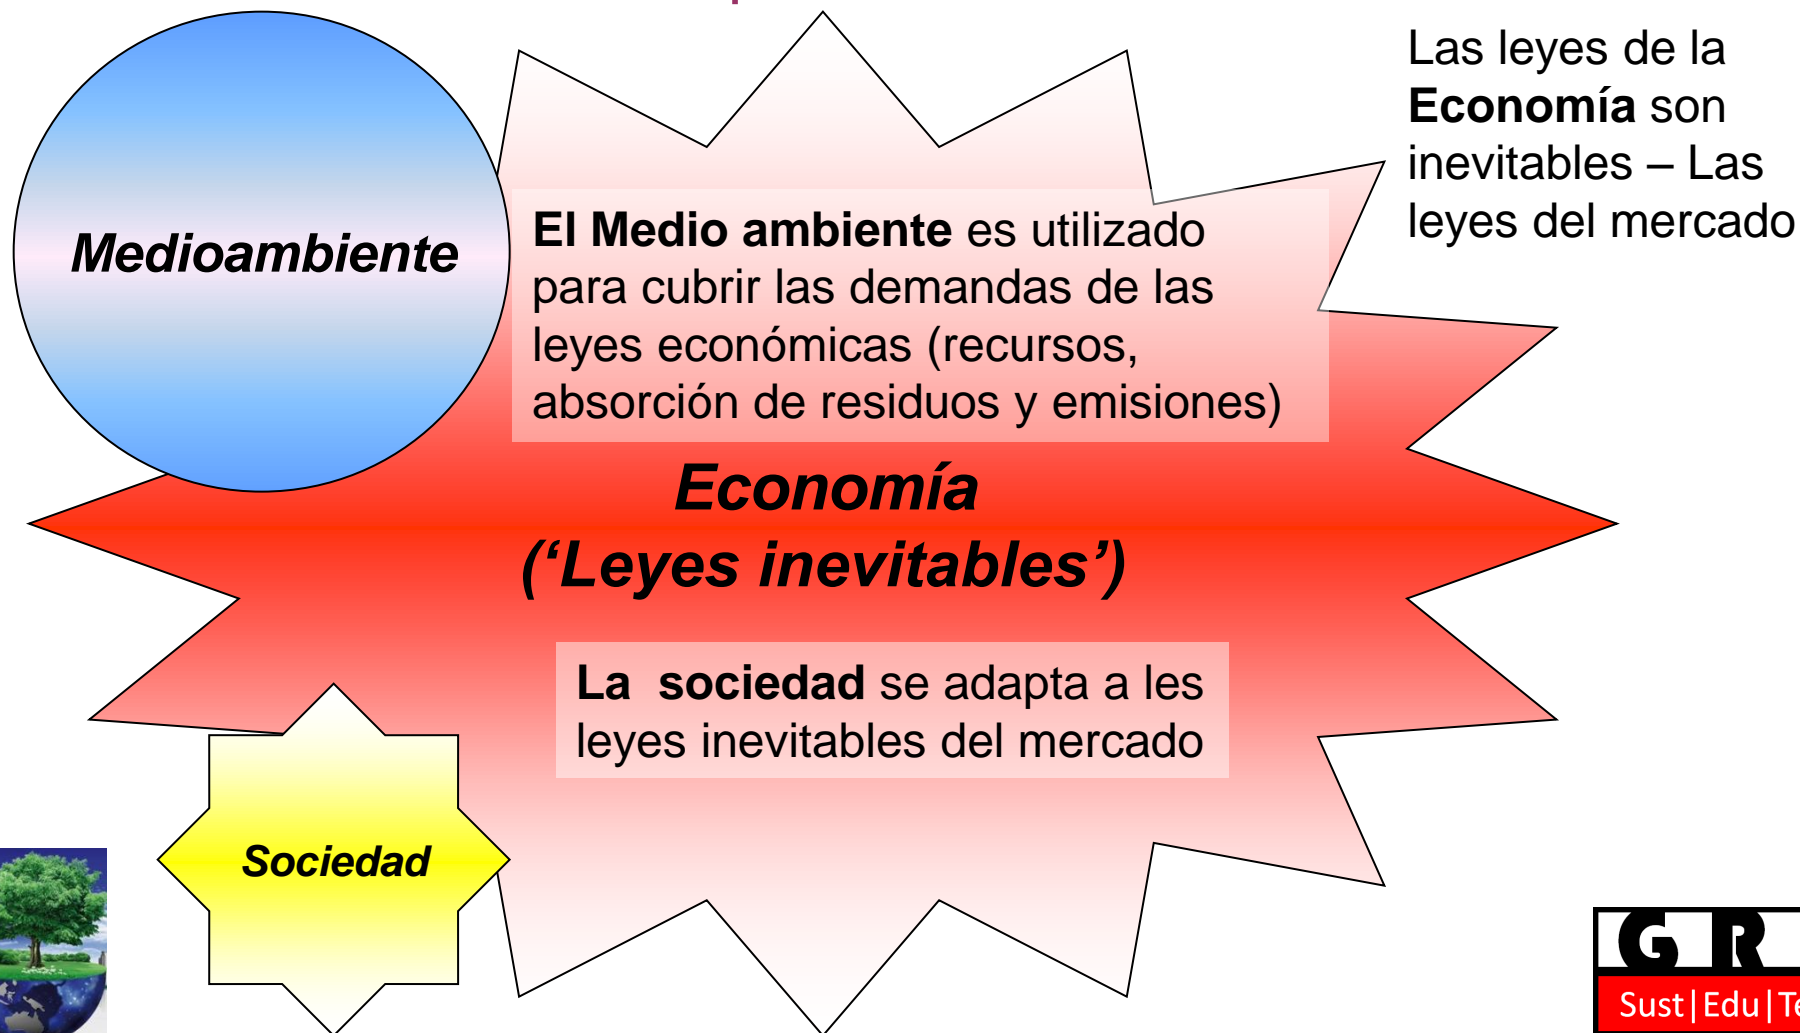 Las leyes de la
Economía son
inevitables – Las
leyes del mercado
Medioambiente
El Medio ambiente es utilizado
para cubrir las demandas de las
leyes económicas (recursos,
absorción de residuos y emisiones)
Economía
(‘Leyes inevitables’)
La sociedad se adapta a les
leyes inevitables del mercado
Sociedad
G R
Sust|Edu|Te